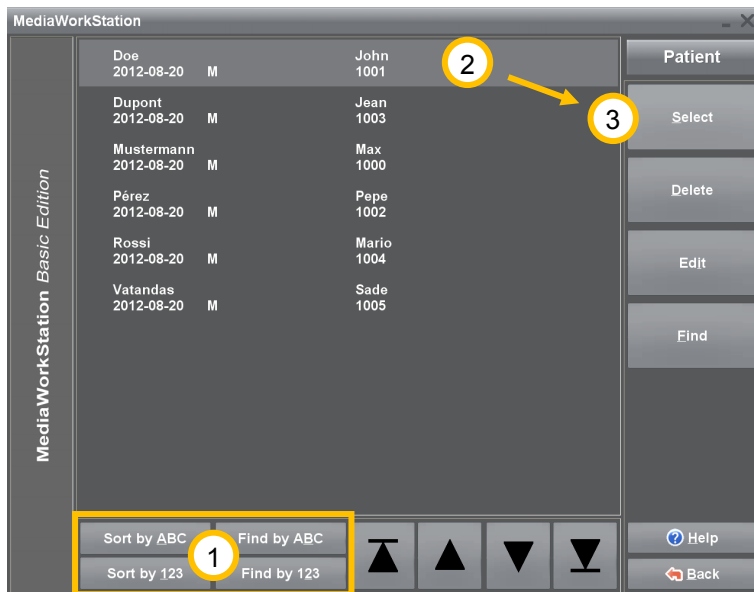 MediaWorkStation
MediaWorkStation Basic Edition
Doe John
2012-08-20 M 1001
Dupont Jean
2012-08-20 M 1003
Mustermann Max
2012-08-20 M 1000
Pérez Pepe
2012-08-20 M 1002
Rossi Mario
2012-08-20 M 1004
Vatandas Sade
2012-08-20 M 1005
2
3
Patient
Select
Delete
Edit
Find
Sort by ABC Find by ABC
1
Sort by 123 Find by 123
Help
Back